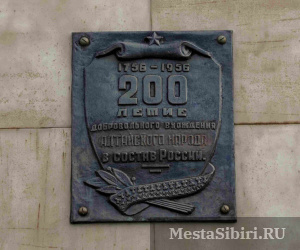 1756-1956
200
ЛЕТИЕ
ДОБРОВОЛЬНОГО ВХОЖДЕНИЯ
АЛТАЙСКОГО НАРОДА
В СОСТАВ РОССИИ.
MestaSibiri.RU